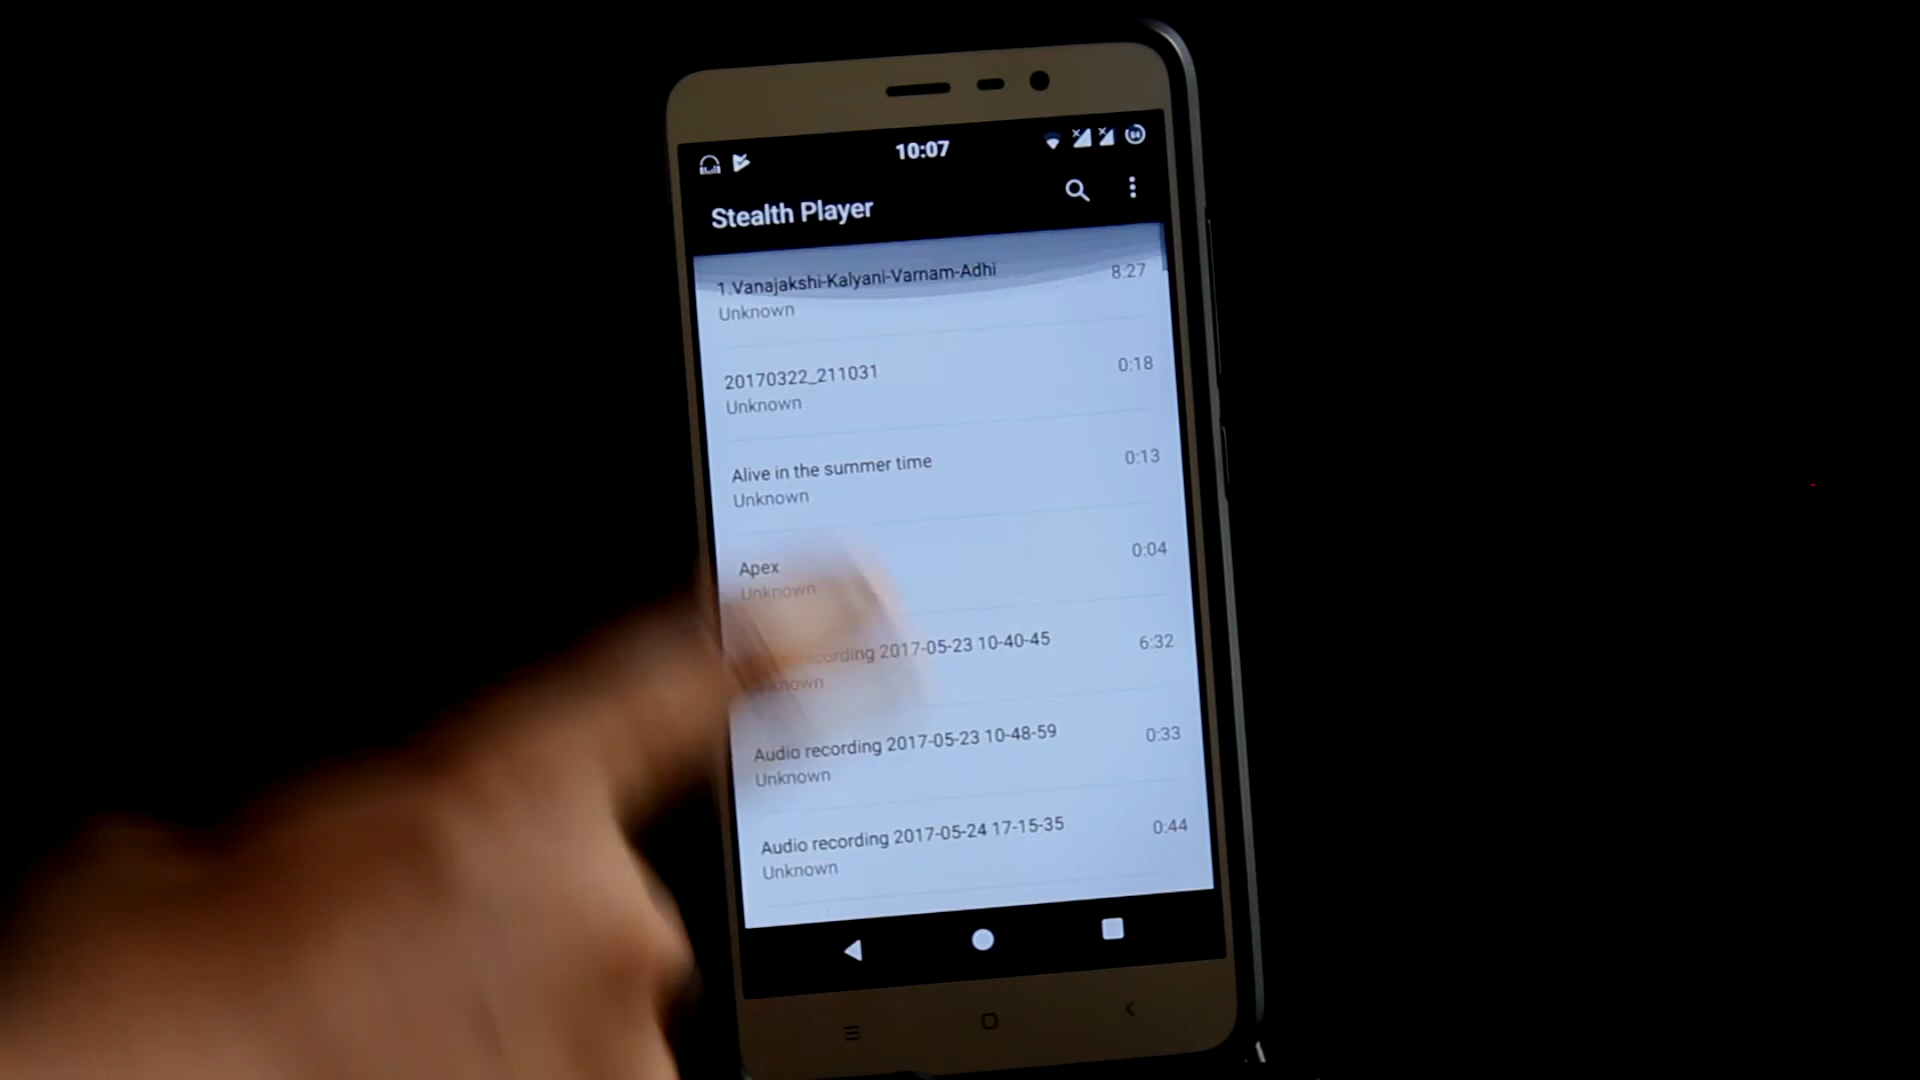 10:07
84
Stealth Player
1.Vanajakshi-Kalyani-Varnam-Adhi 8:27
Unknown
20170322_211031 0:18
Unknown
Alive in the summer time 0:13
Unknown
Apex 0:04
Unknown
recording 2017-05-23 10-40-45 6:32
Unknown
Audio recording 2017-05-23 10-48-59 0:33
Unknown
Audio recording 2017-05-24 17-15-35 0:44
Unknown